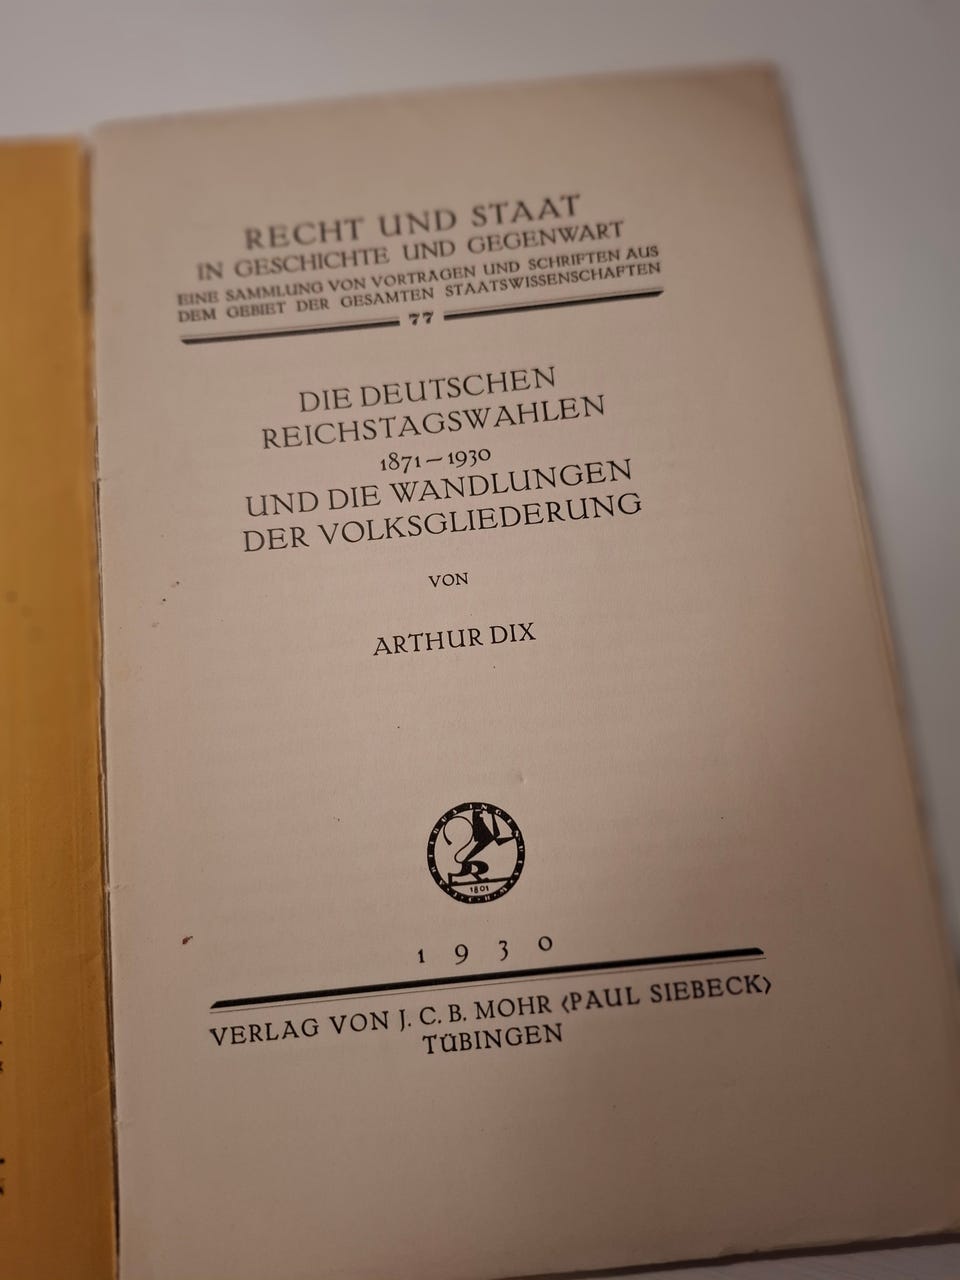 RECHT UND STAAT
IN GESCHICHTE UND GEGENWART
EINE SAMMLUNG VON VORTRAGEN UND SCHRIFTEN AUS
DEM GEBIET DER GESAMTEN STAATSWISSENSCHAFTEN
77
DIE DEUTSCHEN
REICHSTAGSWAHLEN
1871–1930
UND DIE WANDLUNGEN
DER VOLKSGLIEDERUNG
VON
ARTHUR DIX
1801
1930
VERLAG VON J. C. B. MOHR ‹PAUL SIEBECK›
TÜBINGEN